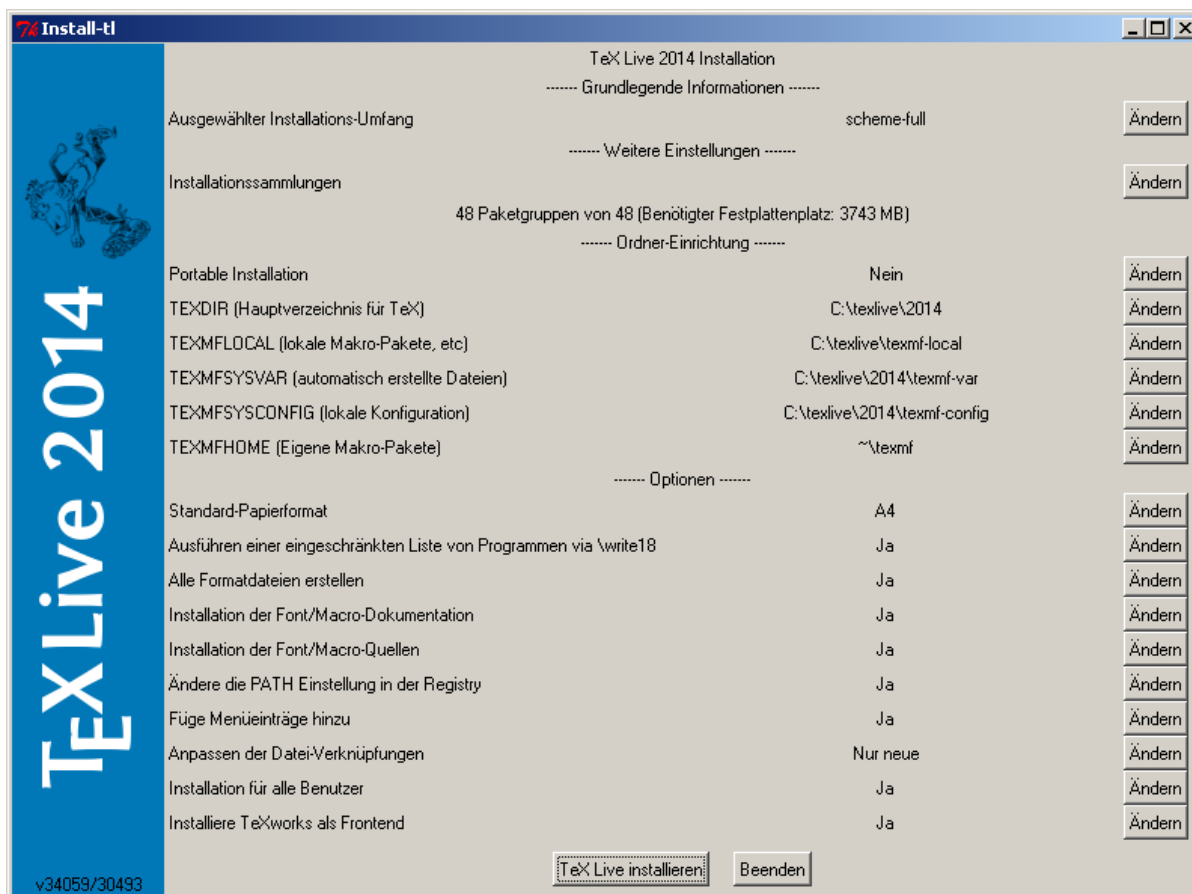 Install-tl
TeX Live 2014 Installation
------- Grundlegende Informationen -------
Ausgewählter Installations-Umfang scheme-full Ändern
------- Weitere Einstellungen -------
Installationssammlungen Ändern
48 Paketgruppen von 48 (Benötigter Festplattenplatz: 3743 MB)
------- Ordner-Einrichtung -------
Portable Installation Nein Ändern
TEXDIR (Hauptverzeichnis für TeX) C:\texlive\2014 Ändern
TEXMFLOCAL (lokale Makro-Pakete, etc) C:\texlive\texmf-local Ändern
TEXMFSYSVAR (automatisch erstellte Dateien) C:\texlive\2014\texmf-var Ändern
TEXMFSYSCONFIG (lokale Konfiguration) C:\texlive\2014\texmf-config Ändern
TEXMFHOME (Eigene Makro-Pakete) ~\texmf Ändern
------- Optionen -------
Standard-Papierformat A4 Ändern
Ausführen einer eingeschränkten Liste von Programmen via \write18 Ja Ändern
Alle Formatdateien erstellen Ja Ändern
Installation der Font/Macro-Dokumentation Ja Ändern
Installation der Font/Macro-Quellen Ja Ändern
Ändere die PATH Einstellung in der Registry Ja Ändern
Füge Menüeinträge hinzu Ja Ändern
Anpassen der Datei-Verknüpfungen Nur neue Ändern
Installation für alle Benutzer Ja Ändern
Installiere TeXworks als Frontend Ja Ändern
TeX Live installieren Beenden
TEXLive 2014
v34059/30493